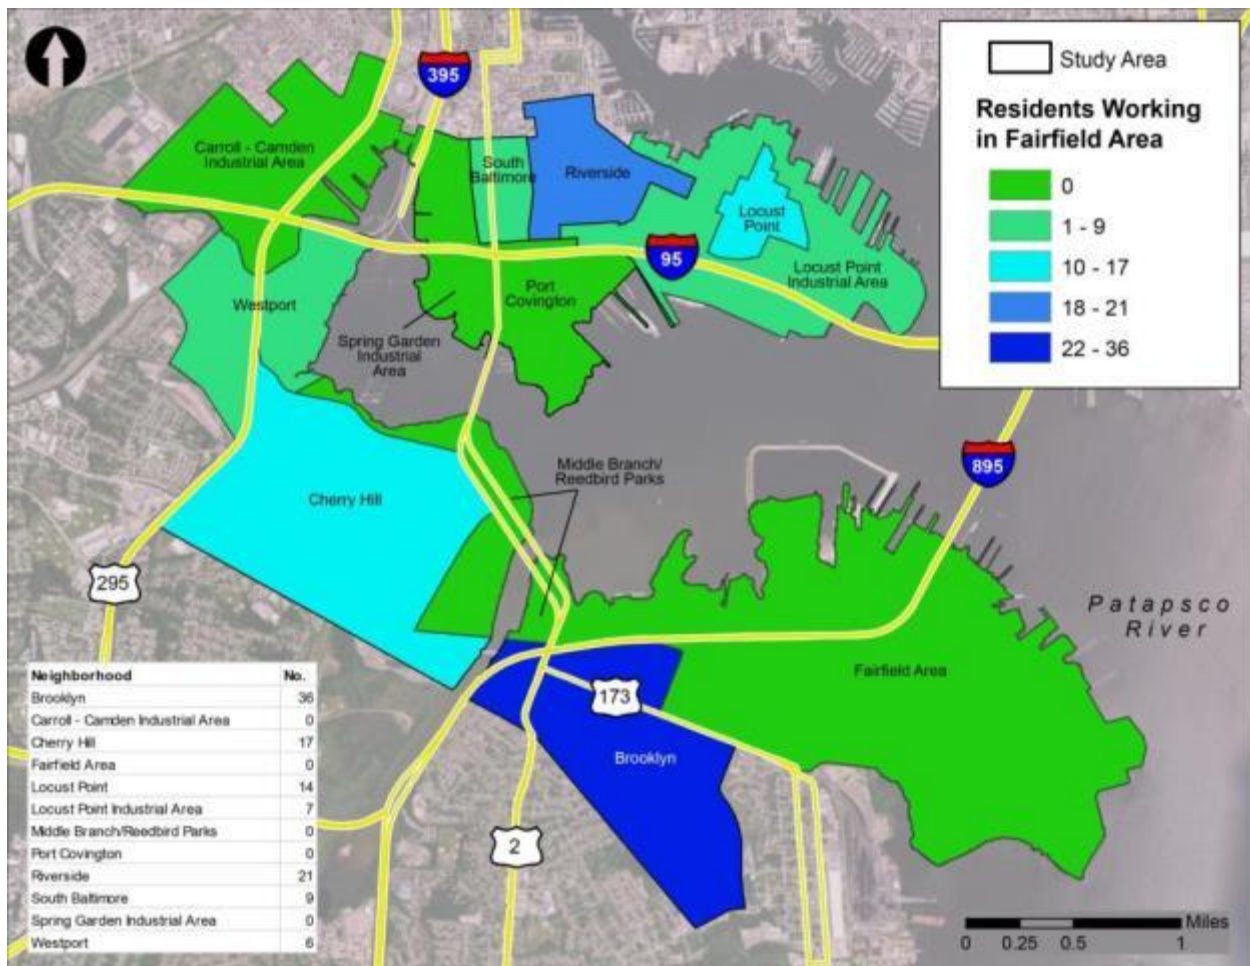 395
Study Area
Residents Working
in Fairfield Area
0
1 - 9
10 - 17
18 - 21
22 - 36
Carroll - Camden
Industrial Area
South
Baltimore
Riverside
Locust
Point
95
Locust Point
Industrial Area
Westport
Port
Covington
Spring Garden
Industrial
Area
895
Middle Branch/
Reedbird Parks
Cherry Hill
295
Patapsco
River
Fairfield Area
173
Brooklyn
2
Neighborhood No.
Brooklyn 36
Carroll - Camden Industrial Area 0
Cherry Hill 17
Fairfield Area 0
Locust Point 14
Locust Point Industrial Area 7
Middle Branch/Reedbird Parks 0
Port Covington 0
Riverside 21
South Baltimore 9
Spring Garden Industrial Area 0
Westport 6
Miles
0 0.25 0.5 1